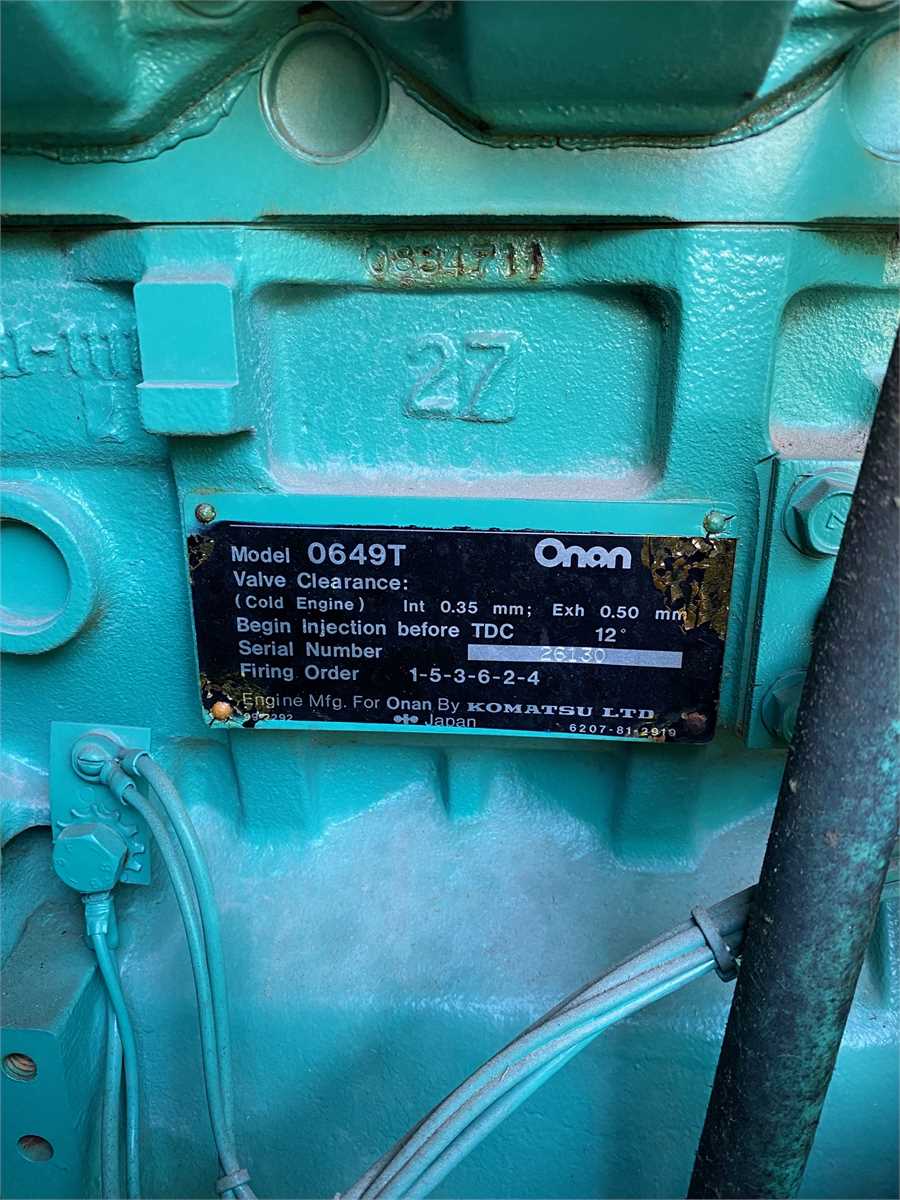 0834711
27
Model 0649T Onan
Valve Clearance:
(Cold Engine) Int 0.35 mm; Exh 0.50 mm
Begin Injection before TDC 12°
Serial Number 26130
Firing Order 1-5-3-6-2-4
Engine Mfg. For Onan By KOMATSU LTD
Japan
6207-81-2919